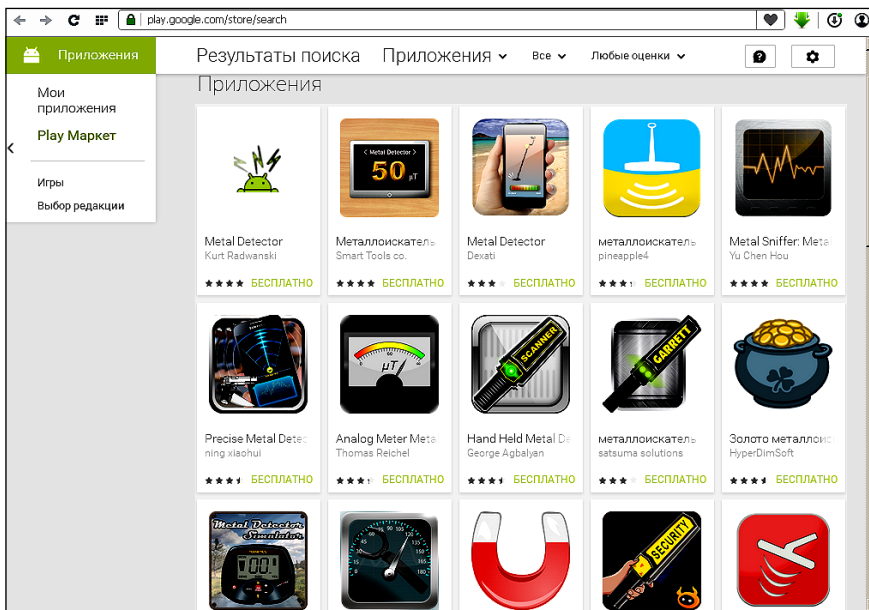 play.google.com/store/search
Приложения
Результаты поиска
Приложения
Все
Любые оценки
Мои
приложения
Play Маркет
Игры
Выбор редакции
Приложения
< Metal Detector >
50 µT
Metal Detector
Kurt Radwanski
БЕСПЛАТНО
Металлоискатель
Smart Tools co.
БЕСПЛАТНО
Metal Detector
Dexati
БЕСПЛАТНО
металлоискатель
pineapple4
БЕСПЛАТНО
Metal Sniffer: Meta
Yu Chen Hou
БЕСПЛАТНО
µT
SCANNER
GARRETT
Precise Metal Detec
ning xiaohui
БЕСПЛАТНО
Analog Meter Meta
Thomas Reichel
БЕСПЛАТНО
Hand Held Metal De
George Agbalyan
БЕСПЛАТНО
металлоискатель
satsuma solutions
БЕСПЛАТНО
Золото металлоис
HyperDimSoft
БЕСПЛАТНО
Metal Detector
Simulator
SECURITY